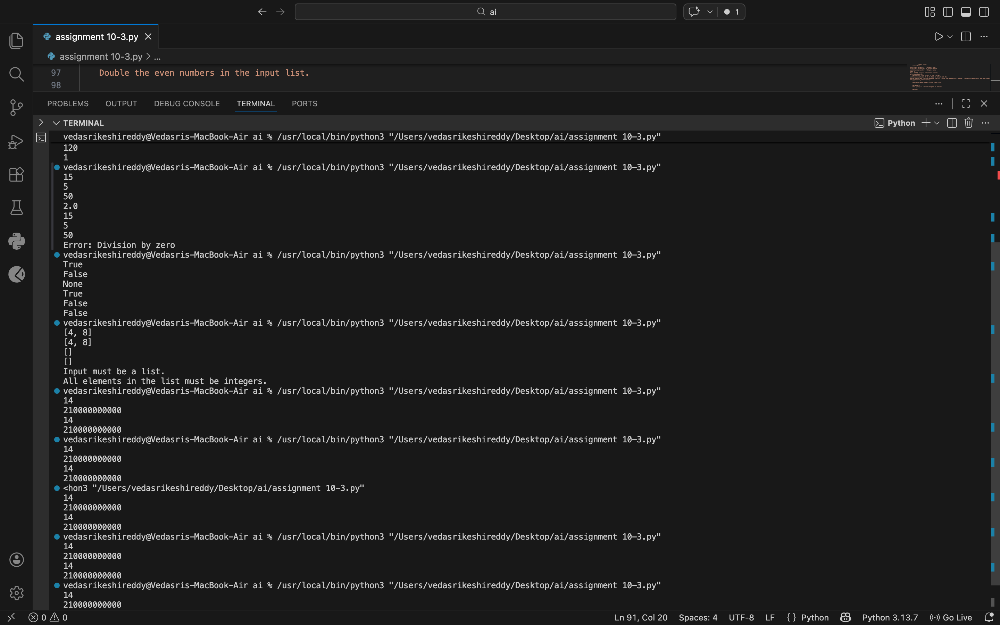 ai
1
assignment 10-3.py
assignment 10-3.py > ...
97 Double the even numbers in the input list.
98
PROBLEMS OUTPUT DEBUG CONSOLE TERMINAL PORTS
TERMINAL
Python
vedasrikeshireddy@Vedasris-MacBook-Air ai % /usr/local/bin/python3 "/Users/vedasrikeshireddy/Desktop/ai/assignment 10-3.py"
120
1
vedasrikeshireddy@Vedasris-MacBook-Air ai % /usr/local/bin/python3 "/Users/vedasrikeshireddy/Desktop/ai/assignment 10-3.py"
15
5
50
2.0
15
5
50
Error: Division by zero
vedasrikeshireddy@Vedasris-MacBook-Air ai % /usr/local/bin/python3 "/Users/vedasrikeshireddy/Desktop/ai/assignment 10-3.py"
True
False
None
True
False
False
vedasrikeshireddy@Vedasris-MacBook-Air ai % /usr/local/bin/python3 "/Users/vedasrikeshireddy/Desktop/ai/assignment 10-3.py"
[4, 8]
[4, 8]
[]
[]
Input must be a list.
All elements in the list must be integers.
vedasrikeshireddy@Vedasris-MacBook-Air ai % /usr/local/bin/python3 "/Users/vedasrikeshireddy/Desktop/ai/assignment 10-3.py"
14
210000000000
14
210000000000
vedasrikeshireddy@Vedasris-MacBook-Air ai % /usr/local/bin/python3 "/Users/vedasrikeshireddy/Desktop/ai/assignment 10-3.py"
14
210000000000
14
210000000000
<hon3 "/Users/vedasrikeshireddy/Desktop/ai/assignment 10-3.py"
14
210000000000
14
210000000000
vedasrikeshireddy@Vedasris-MacBook-Air ai % /usr/local/bin/python3 "/Users/vedasrikeshireddy/Desktop/ai/assignment 10-3.py"
14
210000000000
14
210000000000
vedasrikeshireddy@Vedasris-MacBook-Air ai % /usr/local/bin/python3 "/Users/vedasrikeshireddy/Desktop/ai/assignment 10-3.py"
14
210000000000
0 0 Ln 91, Col 20 Spaces: 4 UTF-8 LF {} Python Python 3.13.7 Go Live